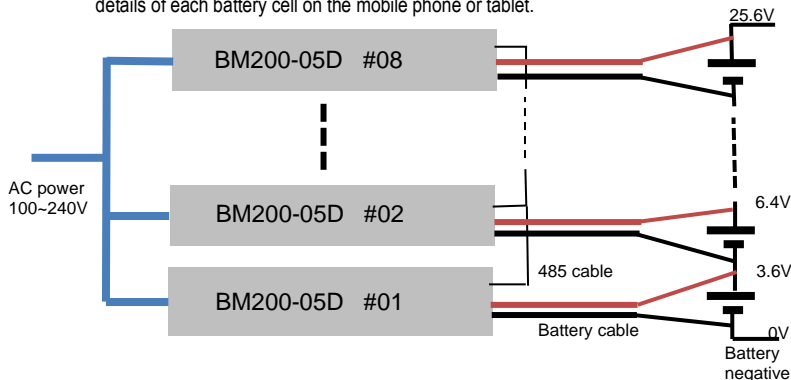 details of each battery cell on the mobile phone or tablet.
25.6V
BM200-05D #08
AC power
100~240V
BM200-05D #02
6.4V
485 cable
3.6V
BM200-05D #01
Battery cable
0V
Battery
negative